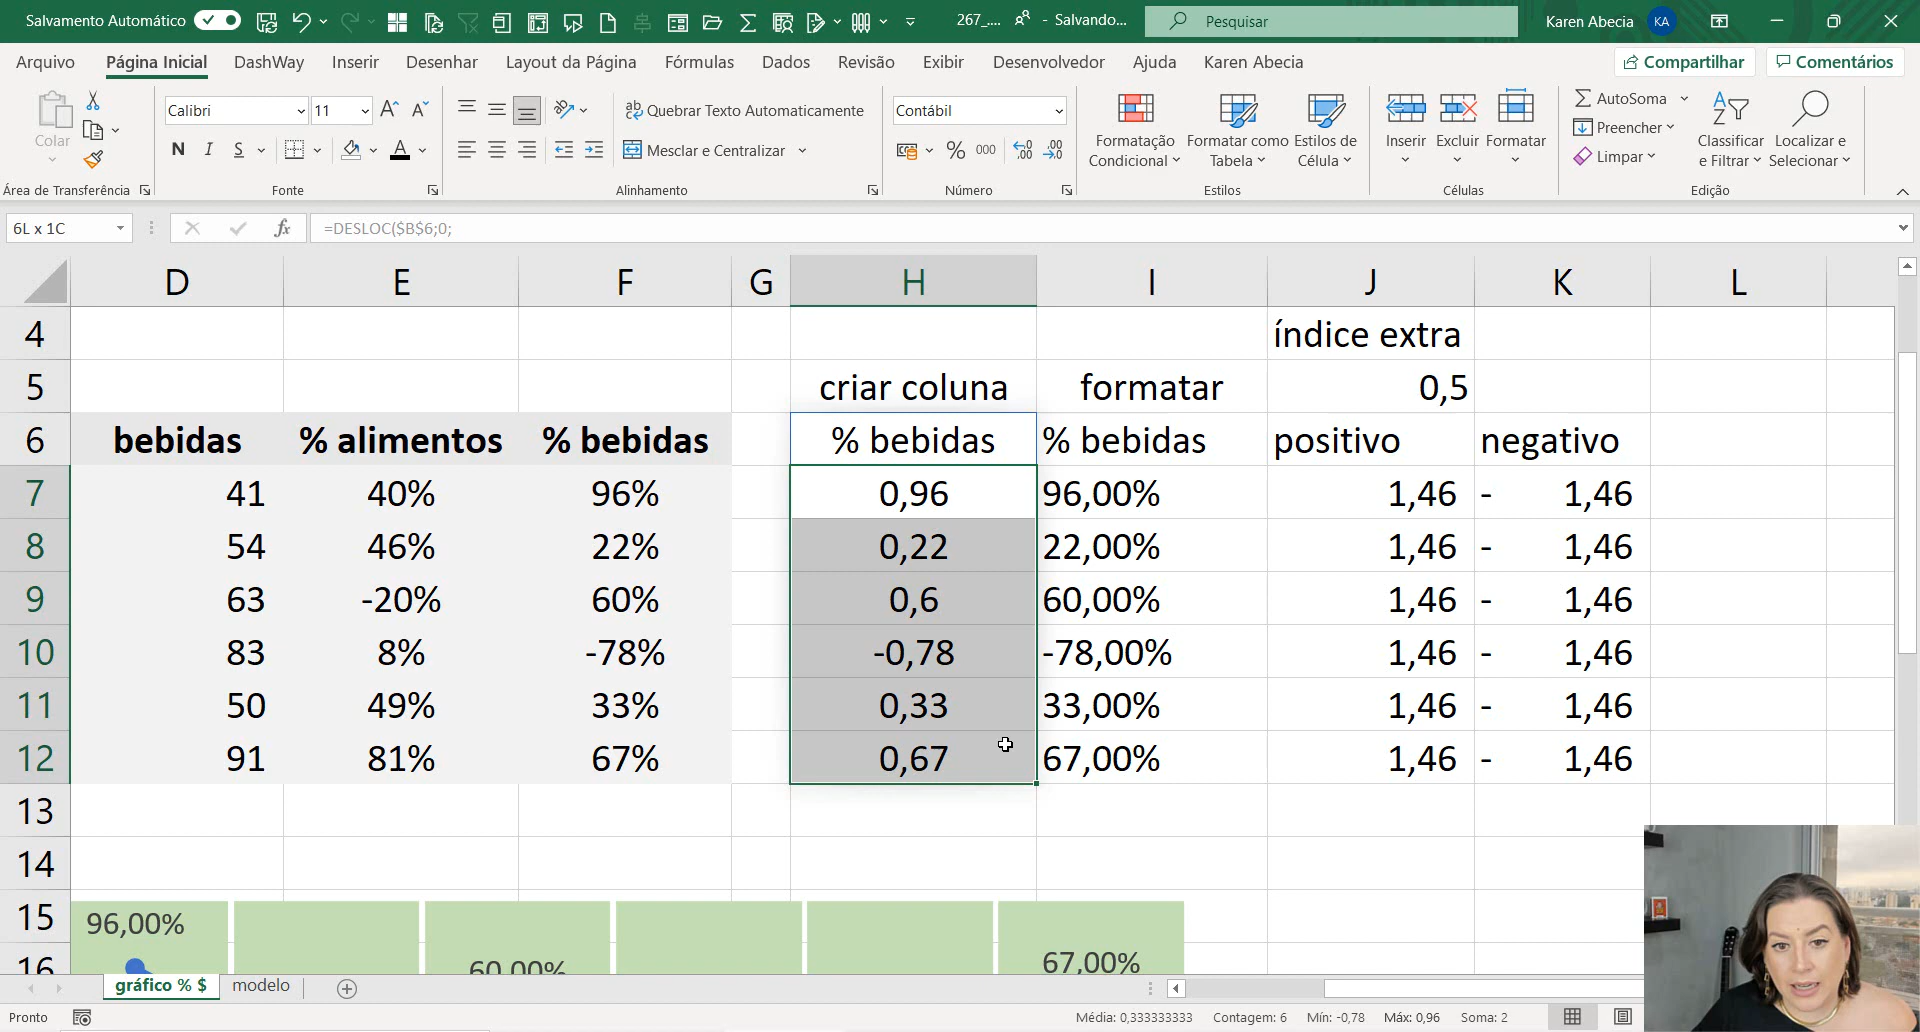 Salvamento Automático
267_.... - Salvando...
Pesquisar
Karen Abecia KA
Arquivo Página Inicial DashWay Inserir Desenhar Layout da Página Fórmulas Dados Revisão Exibir Desenvolvedor Ajuda Karen Abecia
Compartilhar Comentários
Colar
Área de Transferência
Calibri 11
N I S A
Fonte
Quebrar Texto Automaticamente
Mesclar e Centralizar
Alinhamento
Contábil
% 000
Número
Formatação Condicional
Formatar como Tabela
Estilos de Célula
Estilos
Inserir Excluir Formatar
Células
AutoSoma
Preencher
Limpar
Classificar e Filtrar
Localizar e Selecionar
Edição
6L x 1C fx =DESLOC($B$6;0;
D E F G H I J K L
4 índice extra
5 criar coluna formatar 0,5
6 bebidas % alimentos % bebidas % bebidas % bebidas positivo negativo
7 41 40% 96% 0,96 96,00% 1,46 - 1,46
8 54 46% 22% 0,22 22,00% 1,46 - 1,46
9 63 -20% 60% 0,6 60,00% 1,46 - 1,46
10 83 8% -78% -0,78 -78,00% 1,46 - 1,46
11 50 49% 33% 0,33 33,00% 1,46 - 1,46
12 91 81% 67% 0,67 67,00% 1,46 - 1,46
13
14
15 96,00%
16 60,00% 67,00%
gráfico % $ modelo
Pronto Média: 0,333333333 Contagem: 6 Mín: -0,78 Máx: 0,96 Soma: 2